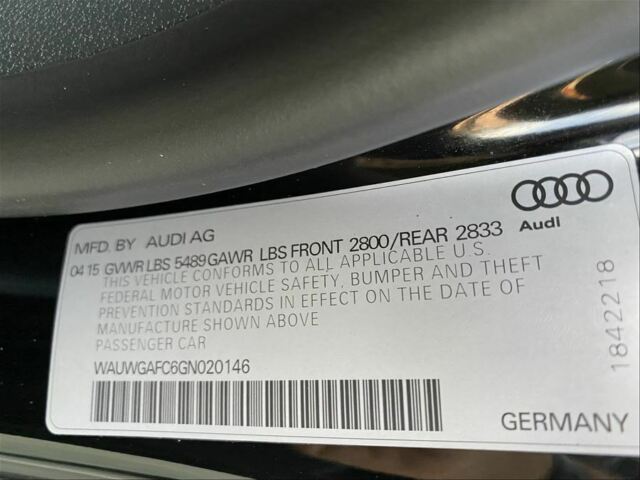 MFD. BY AUDI AG
04 15 GVWR LBS 5489 GAWR LBS FRONT 2800/REAR 2833
THIS VEHICLE CONFORMS TO ALL APPLICABLE U.S.
FEDERAL MOTOR VEHICLE SAFETY, BUMPER AND THEFT
PREVENTION STANDARDS IN EFFECT ON THE DATE OF
MANUFACTURE SHOWN ABOVE
PASSENGER CAR
WAUWGAFC6GN020146
Audi
1842218
GERMANY